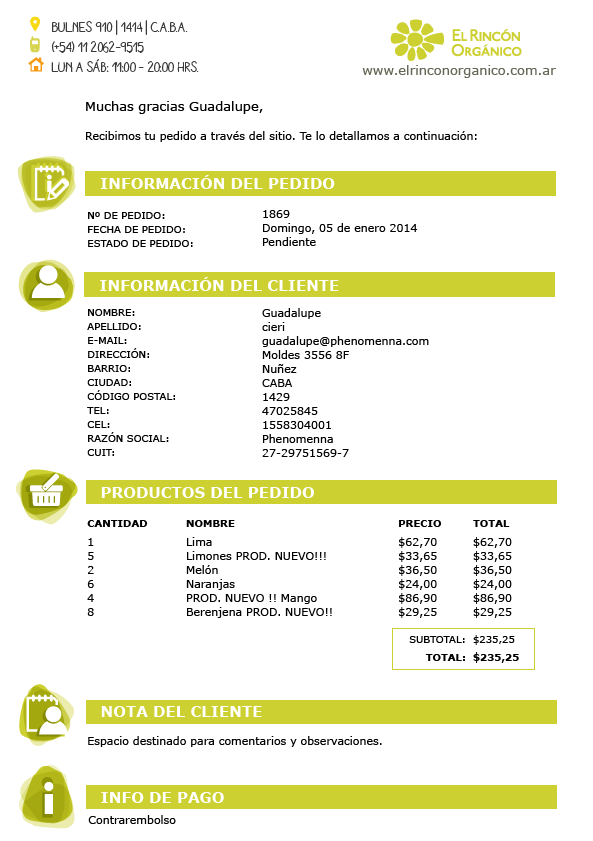 BULNES 910 | 1414 | C.A.B.A.
(+54) 11 2062-9515
LUN A SÁB: 11:00 - 20:00 HRS.
EL RINCÓN
ORGÁNICO
www.elrinconorganico.com.ar
Muchas gracias Guadalupe,
Recibimos tu pedido a través del sitio. Te lo detallamos a continuación:
INFORMACIÓN DEL PEDIDO
Nº DE PEDIDO: 1869
FECHA DE PEDIDO: Domingo, 05 de enero 2014
ESTADO DE PEDIDO: Pendiente
INFORMACIÓN DEL CLIENTE
NOMBRE: Guadalupe
APELLIDO: cieri
E-MAIL: guadalupe@phenomenna.com
DIRECCIÓN: Moldes 3556 8F
BARRIO: Nuñez
CIUDAD: CABA
CÓDIGO POSTAL: 1429
TEL: 47025845
CEL: 1558304001
RAZÓN SOCIAL: Phenomenna
CUIT: 27-29751569-7
PRODUCTOS DEL PEDIDO
CANTIDAD NOMBRE PRECIO TOTAL
1 Lima $62,70 $62,70
5 Limones PROD. NUEVO!!! $33,65 $33,65
2 Melón $36,50 $36,50
6 Naranjas $24,00 $24,00
4 PROD. NUEVO !! Mango $86,90 $86,90
8 Berenjena PROD. NUEVO!! $29,25 $29,25
SUBTOTAL: $235,25
TOTAL: $235,25
NOTA DEL CLIENTE
Espacio destinado para comentarios y observaciones.
INFO DE PAGO
Contrarembolso